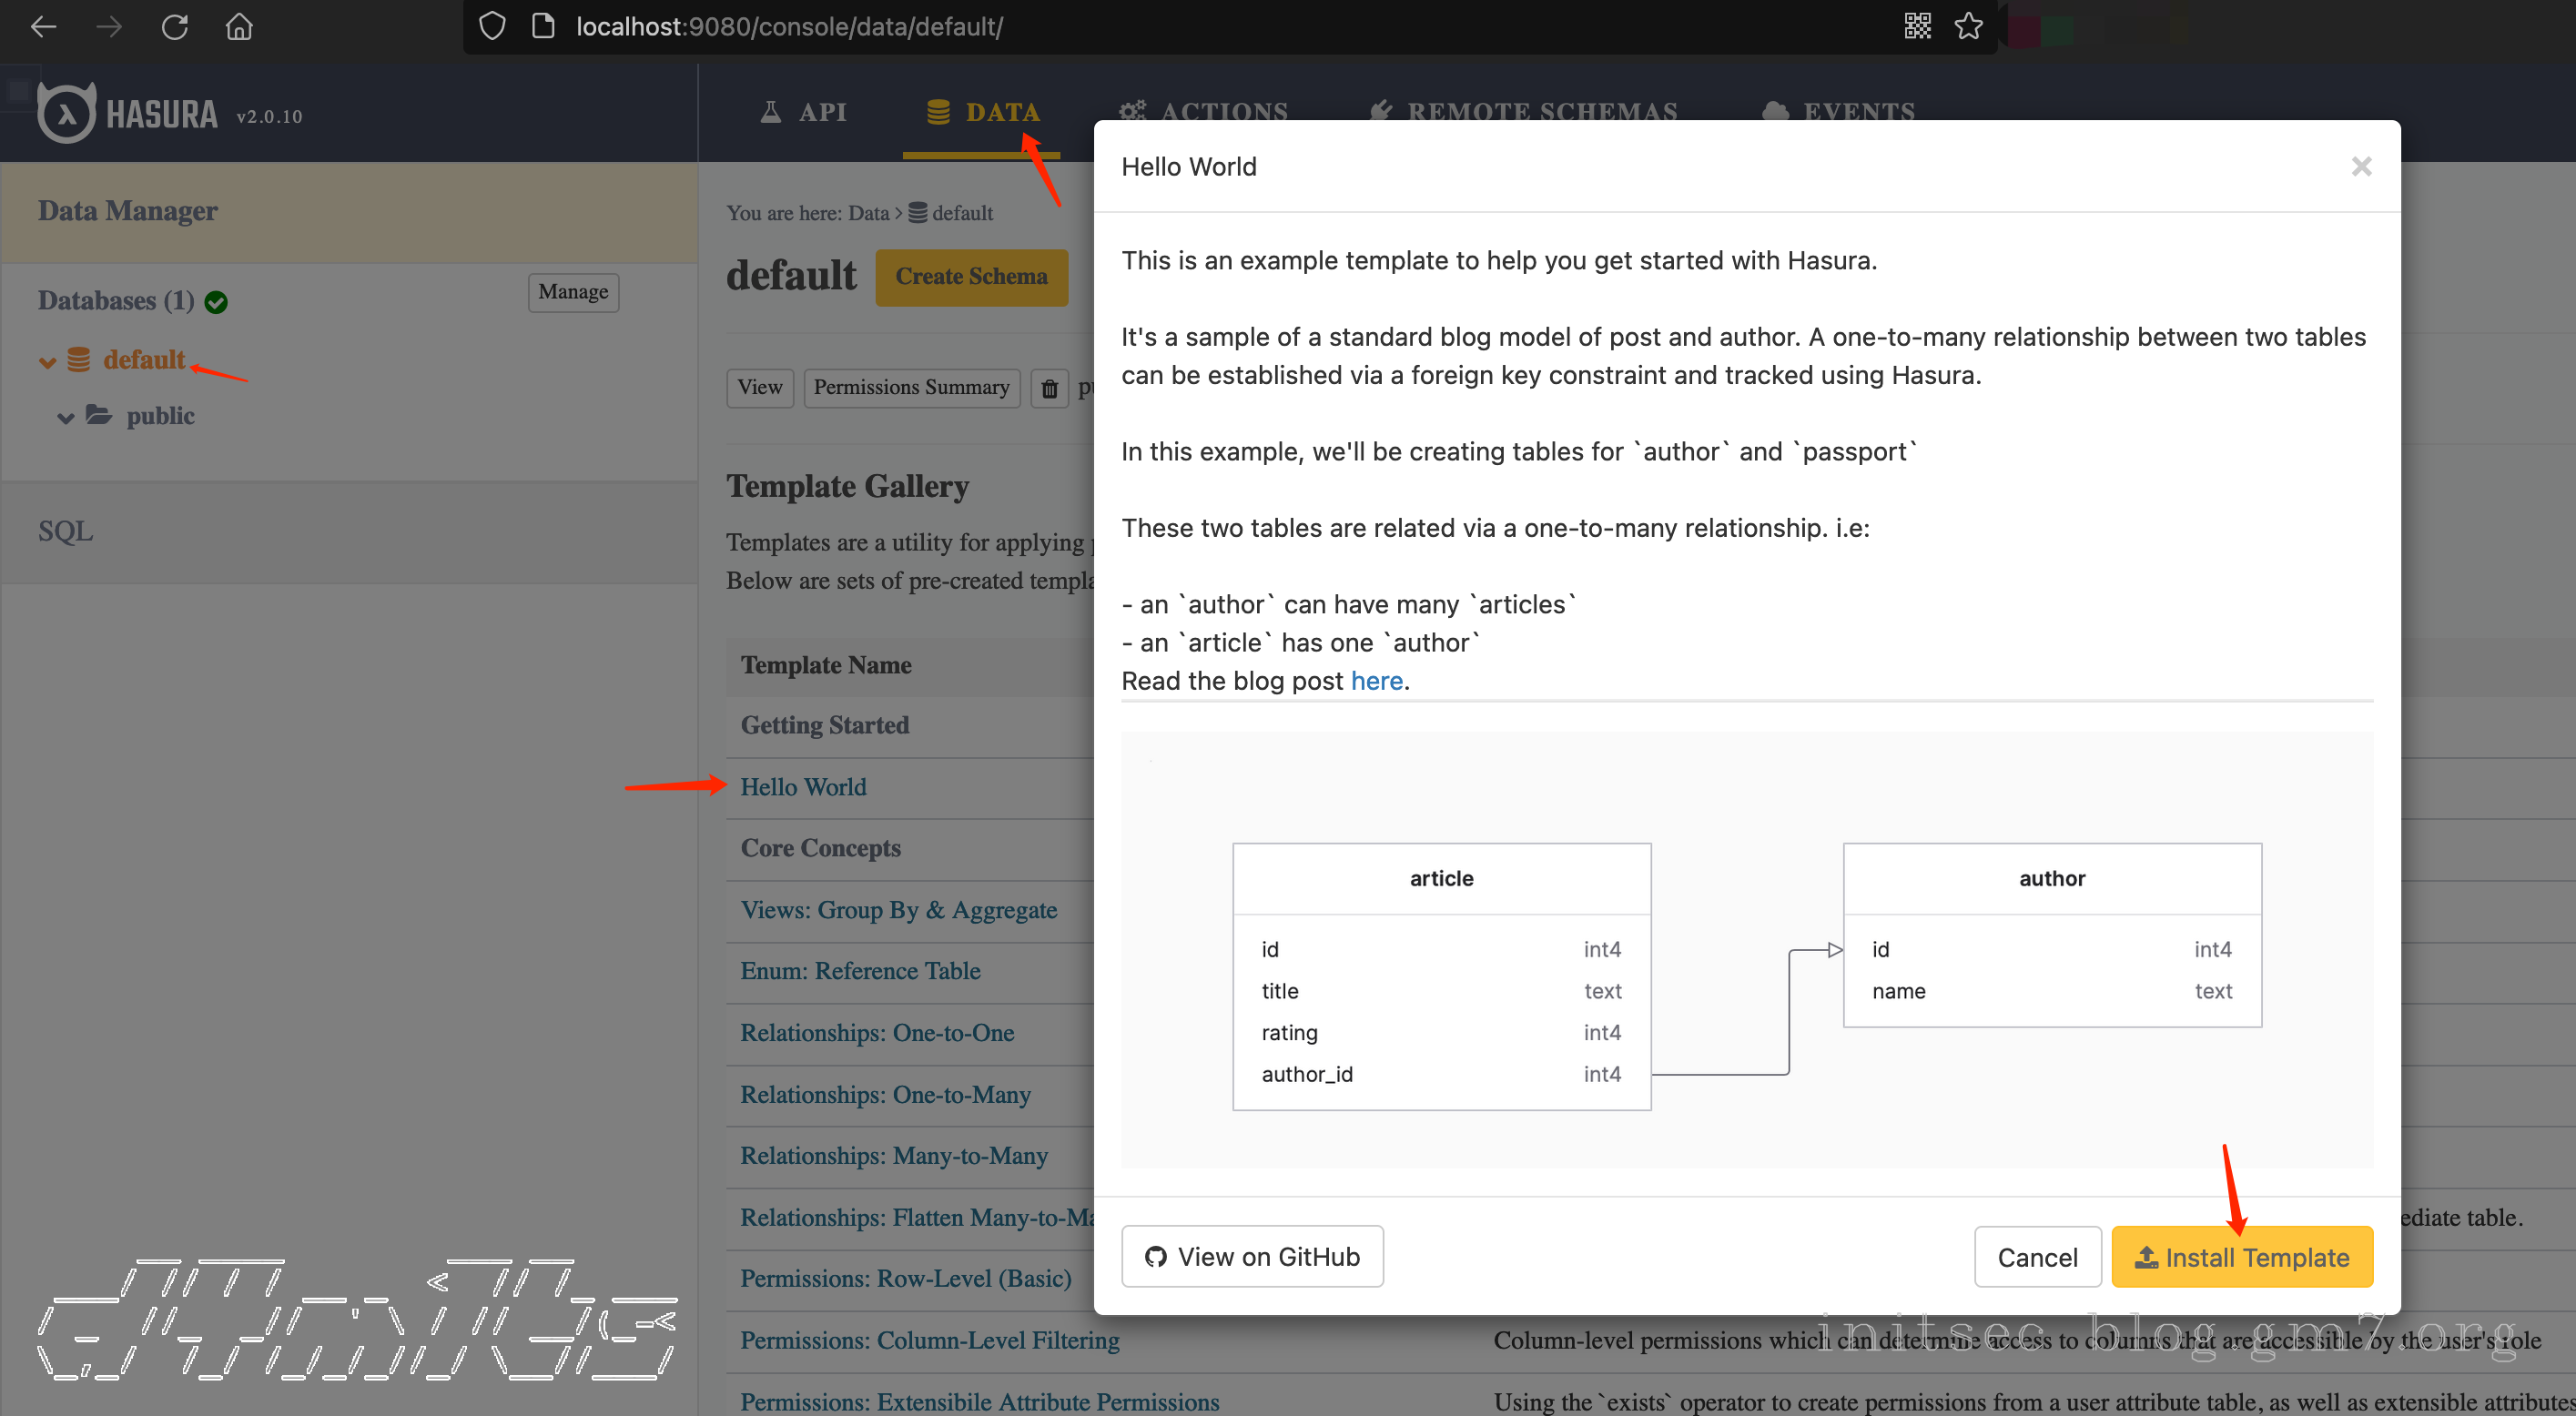 localhost:9080/console/data/default/
HASURA v2.0.10
API
DATA
ACTIONS
REMOTE SCHEMAS
EVENTS
Data Manager
Databases (1)
Manage
default
public
SQL
You are here: Data > default
default
Create Schema
View
Permissions Summary
Template Gallery
Templates are a utility for applying
Below are sets of pre-created
Template Name
Getting Started
Hello World
Core Concepts
Views: Group By & Aggregate
Enum: Reference Table
Relationships: One-to-One
Relationships: One-to-Many
Relationships: Many-to-Many
Relationships: Flatten
ediate table.
Permissions: Row-Level (Basic)
Permissions: Column-Level Filtering
Column-level permissions which can determine access to columns that are accessible by the user's role
Permissions: Extensibile Attribute Permissions
Using the `exists` operator to create permissions from a user attribute table, as well as extensible attributes
Hello World
×
This is an example template to help you get started with Hasura.
It's a sample of a standard blog model of post and author. A one-to-many relationship between two tables
can be established via a foreign key constraint and tracked using Hasura.
In this example, we'll be creating tables for `author` and `passport`
These two tables are related via a one-to-many relationship. i.e:
- an `author` can have many `articles`
- an `article` has one `author`
Read the blog post here.
article
id int4
title text
rating int4
author_id int4
author
id int4
name text
View on GitHub
Cancel
Install Template
initsec blog.gm7.org